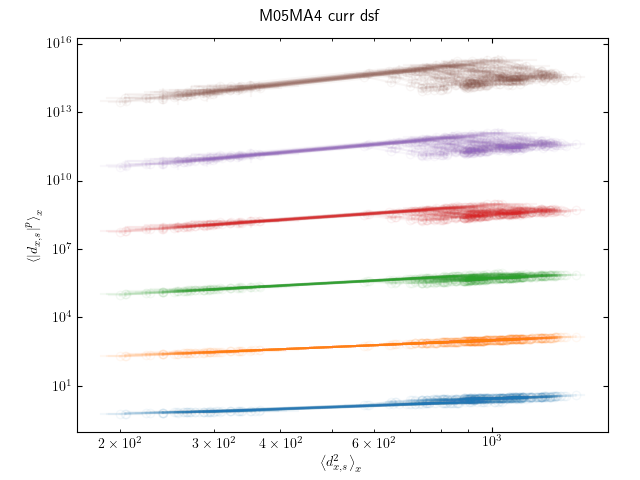 M05MA4 curr dsf
10^16
10^13
10^10
10^7
10^4
10^1
⟨|d_{x,s}|^p⟩_x
2 × 10^2
3 × 10^2
4 × 10^2
6 × 10^2
10^3
⟨d^2_{x,s}⟩_x